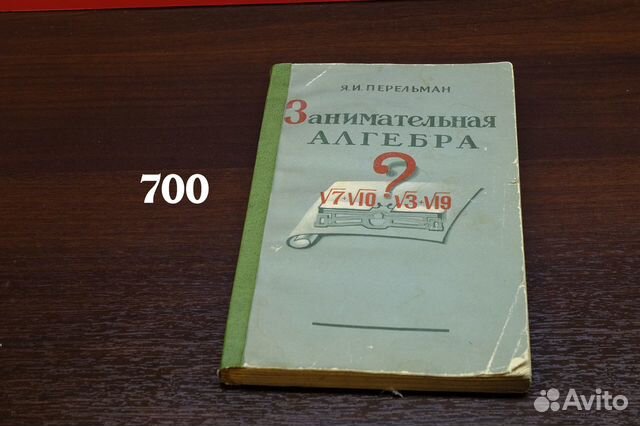 Я.И. ПЕРЕЛЬМАН
Занимательная
АЛГЕБРА
?
√7+√10, √3+√19
700
Avito